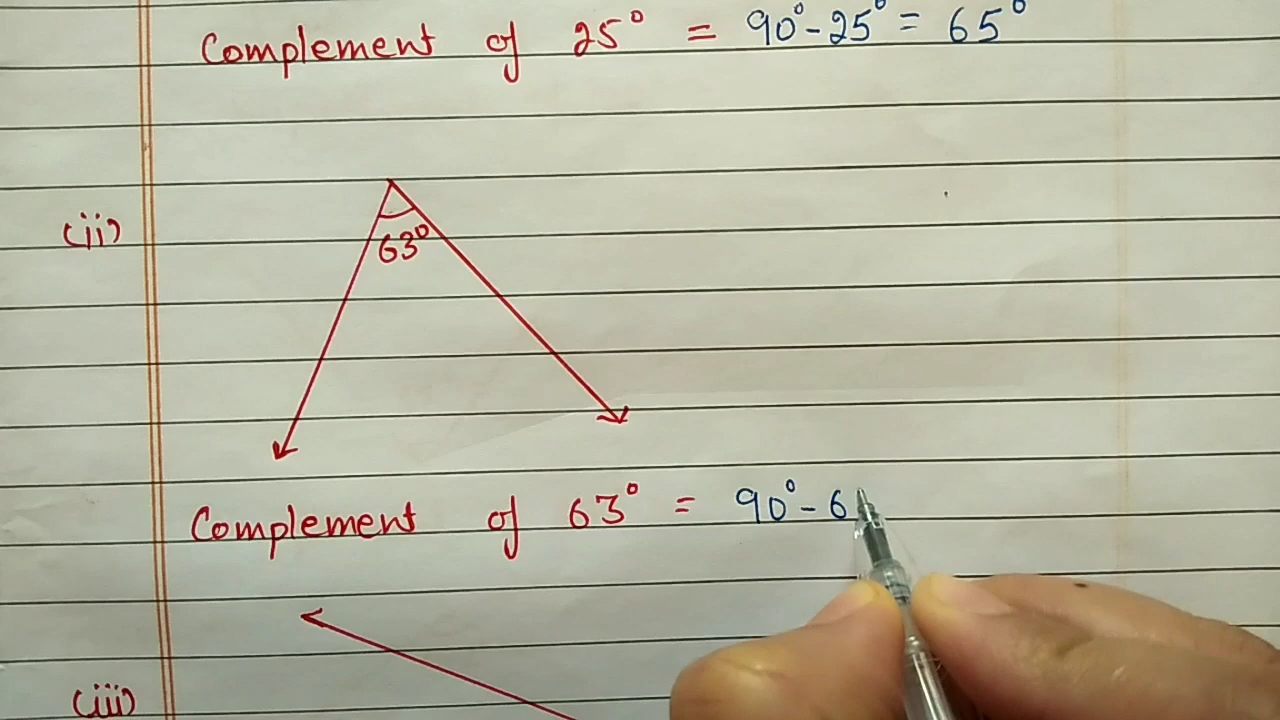 Complement of 25° = 90° - 25° = 65°
(ii)
63°
Complement of 63° = 90° - 6
(iii)